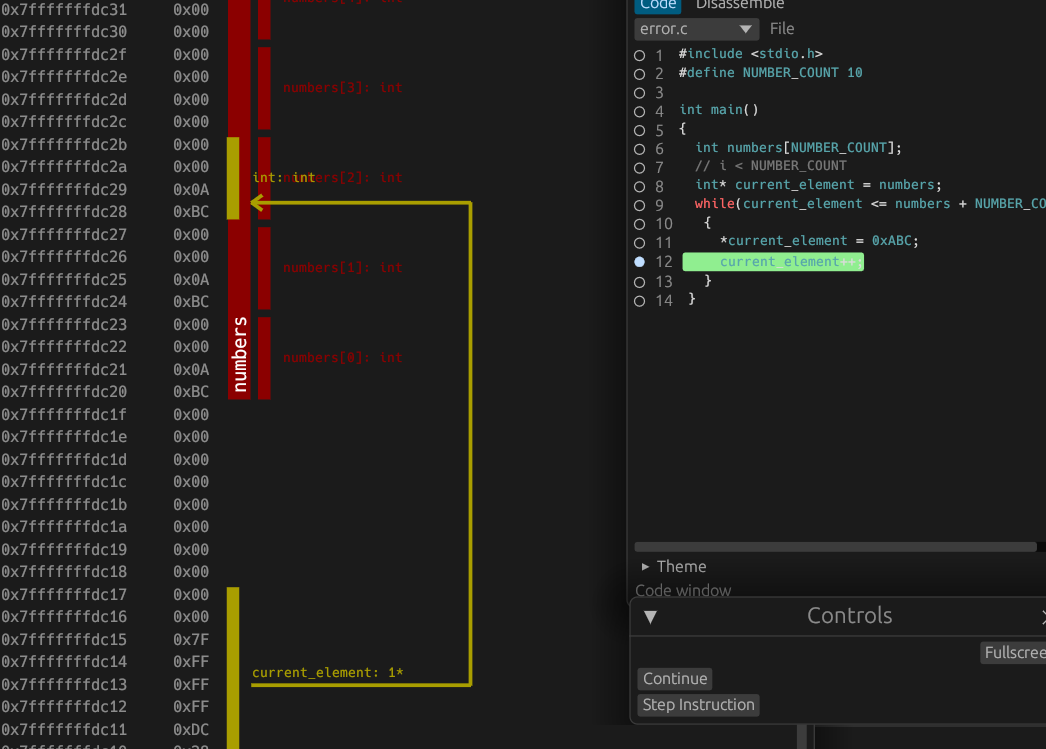 0x7fffffffdc31 0x00
0x7fffffffdc30 0x00
0x7fffffffdc2f 0x00
0x7fffffffdc2e 0x00
numbers[3]: int
0x7fffffffdc2d 0x00
0x7fffffffdc2c 0x00
0x7fffffffdc2b 0x00
0x7fffffffdc2a 0x00
int: int
numbers[2]: int
0x7fffffffdc29 0x0A
0x7fffffffdc28 0xBC
0x7fffffffdc27 0x00
0x7fffffffdc26 0x00
numbers[1]: int
0x7fffffffdc25 0x0A
0x7fffffffdc24 0xBC
0x7fffffffdc23 0x00
0x7fffffffdc22 0x00
numbers
numbers[0]: int
0x7fffffffdc21 0x0A
0x7fffffffdc20 0xBC
0x7fffffffdc1f 0x00
0x7fffffffdc1e 0x00
0x7fffffffdc1d 0x00
0x7fffffffdc1c 0x00
0x7fffffffdc1b 0x00
0x7fffffffdc1a 0x00
0x7fffffffdc19 0x00
0x7fffffffdc18 0x00
0x7fffffffdc17 0x00
0x7fffffffdc16 0x00
0x7fffffffdc15 0x7F
0x7fffffffdc14 0xFF
current_element: 1*
0x7fffffffdc13 0xFF
0x7fffffffdc12 0xFF
0x7fffffffdc11 0xDC
Code Disassemble
error.c File
1 #include <stdio.h>
2 #define NUMBER_COUNT 10
3
4 int main()
5 {
6 int numbers[NUMBER_COUNT];
7 // i < NUMBER_COUNT
8 int* current_element = numbers;
9 while(current_element <= numbers + NUMBER_CO
10 {
11 *current_element = 0xABC;
12 current_element++;
13 }
14 }
Theme
Code window
Controls
Fullscree
Continue
Step Instruction